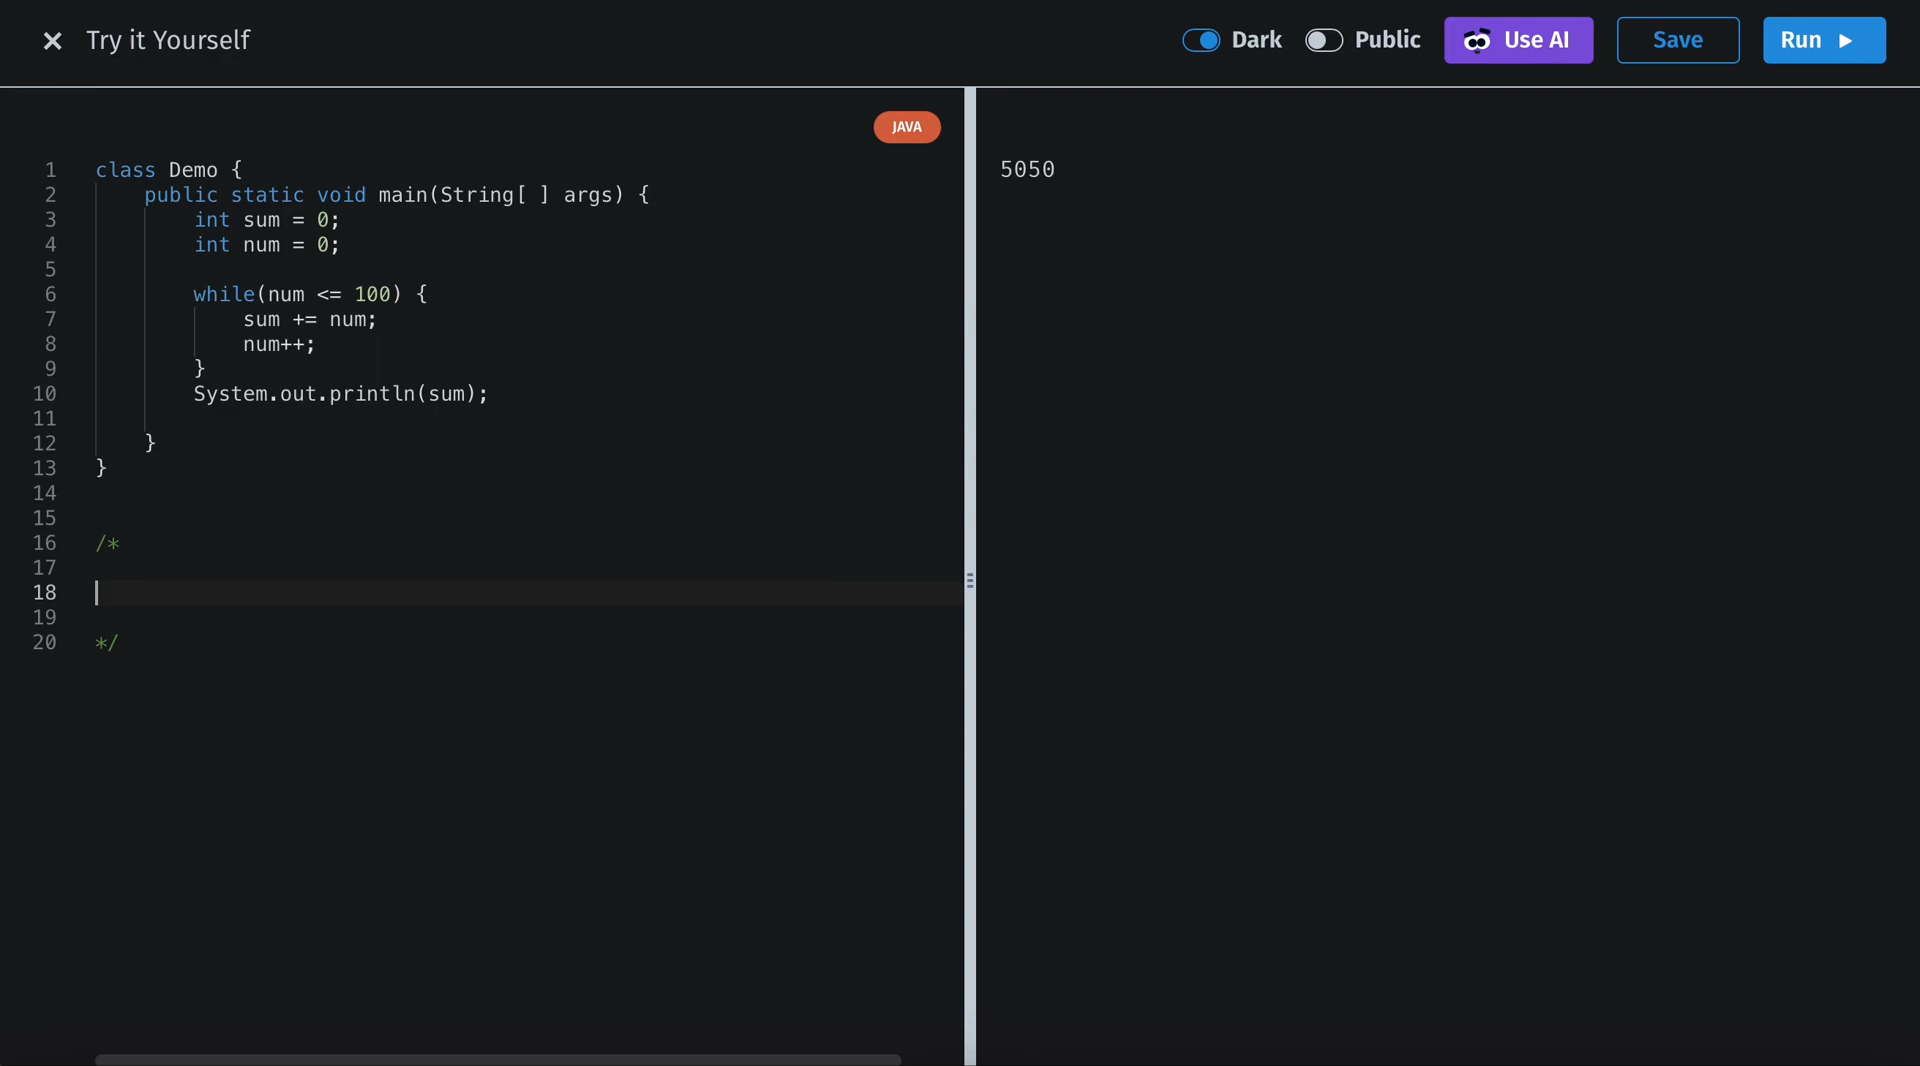 ✕ Try it Yourself
Dark
Public
Use AI
Save
Run ▶
JAVA
1 class Demo {
2     public static void main(String[ ] args) {
3         int sum = 0;
4         int num = 0;
5
6         while(num <= 100) {
7             sum += num;
8             num++;
9         }
10         System.out.println(sum);
11
12     }
13 }
14
15
16 /*
17
18
19
20 */
5050